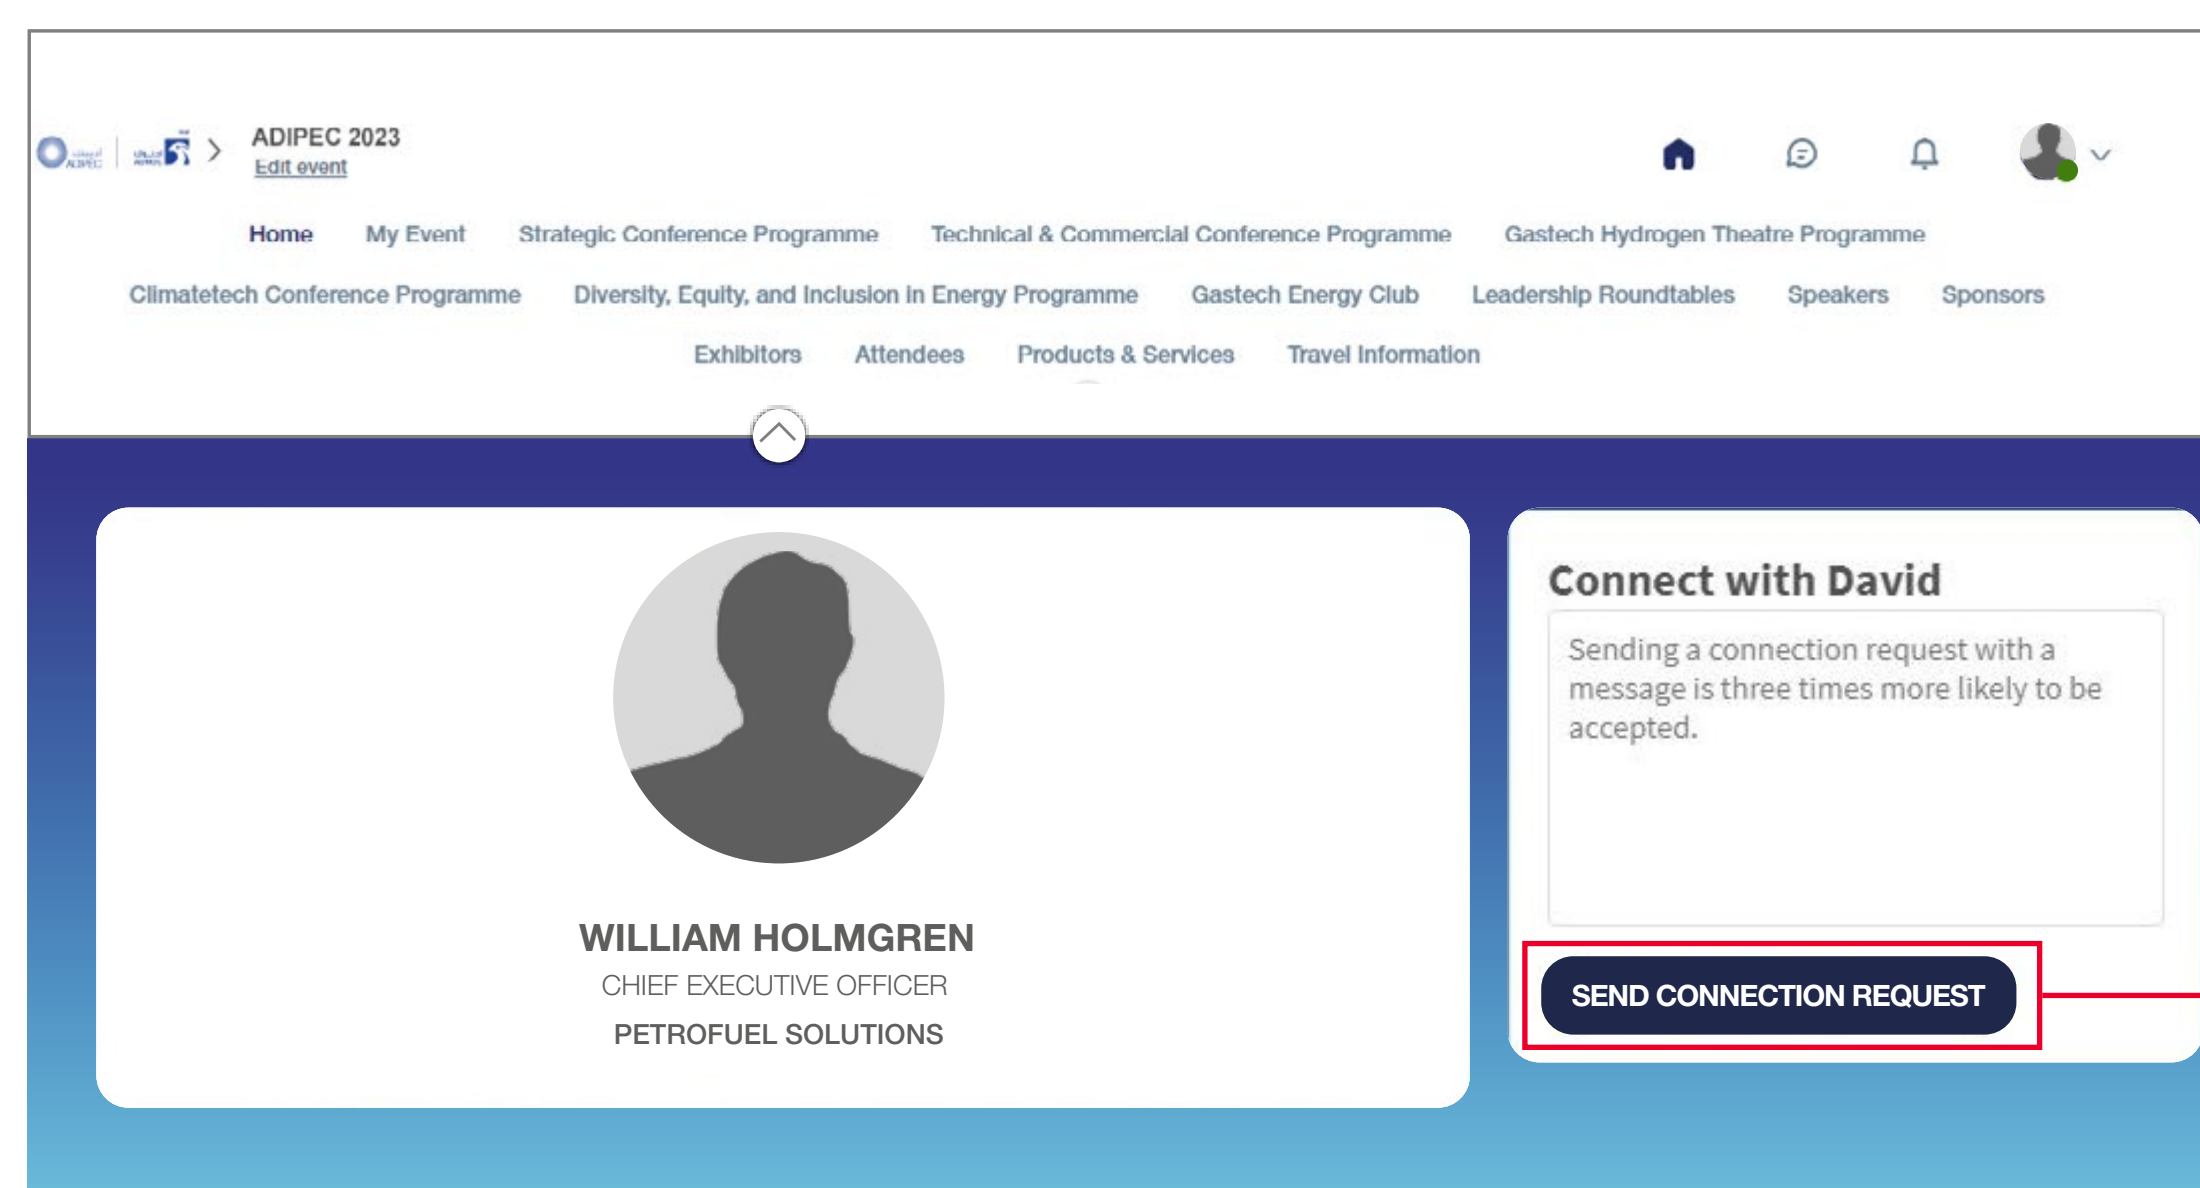 ADIPEC
ADIPEC 2023
Edit event
Home My Event Strategic Conference Programme Technical & Commercial Conference Programme Gastech Hydrogen Theatre Programme
Climatetech Conference Programme Diversity, Equity, and Inclusion in Energy Programme Gastech Energy Club Leadership Roundtables Speakers Sponsors
Exhibitors Attendees Products & Services Travel Information
WILLIAM HOLMGREN
CHIEF EXECUTIVE OFFICER
PETROFUEL SOLUTIONS
Connect with David
Sending a connection request with a
message is three times more likely to be
accepted.
SEND CONNECTION REQUEST